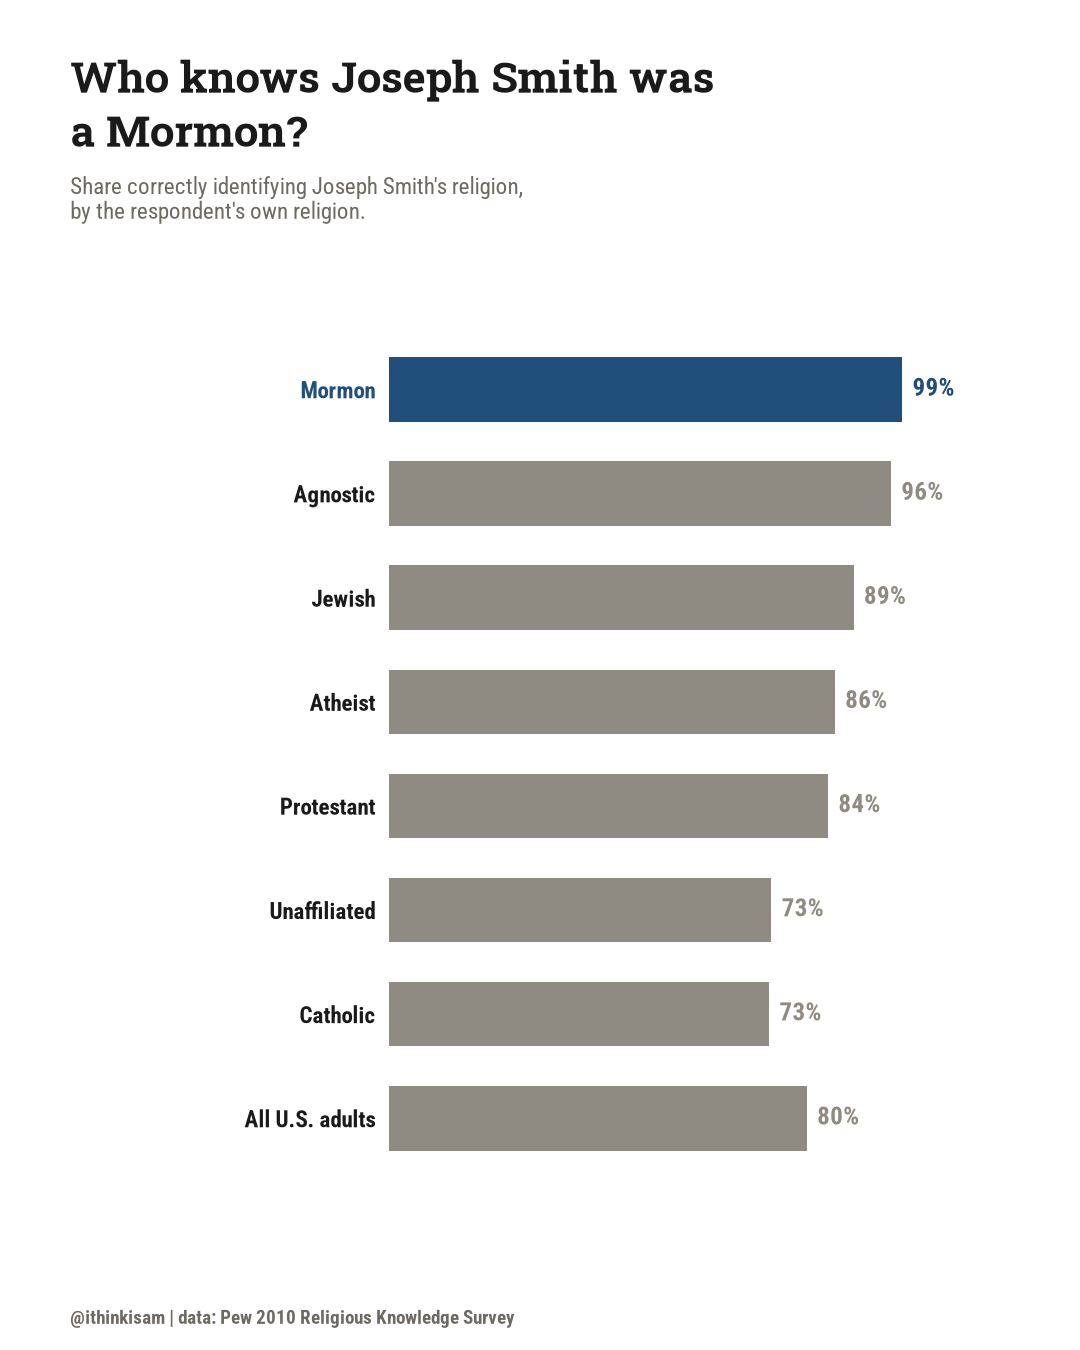 Who knows Joseph Smith was
a Mormon?
Share correctly identifying Joseph Smith's religion,
by the respondent's own religion.
Mormon 99%
Agnostic 96%
Jewish 89%
Atheist 86%
Protestant 84%
Unaffiliated 73%
Catholic 73%
All U.S. adults 80%
@ithinkisam | data: Pew 2010 Religious Knowledge Survey